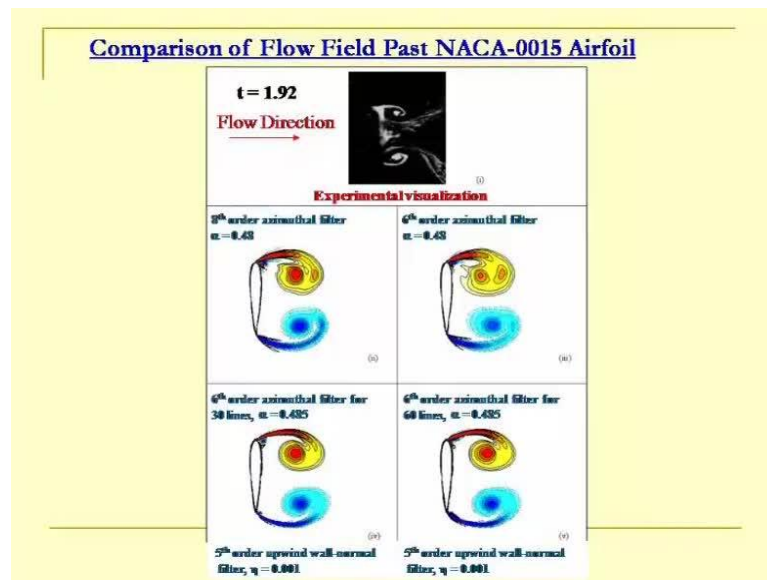 Comparison of Flow Field Past NACA-0015 Airfoil
t = 1.92
Flow Direction
(i)
Experimental visualization
8th order azimuthal filter
α = 0.48
6th order azimuthal filter
α = 0.48
(ii)
(iii)
6th order azimuthal filter for
30 lines, α = 0.485
6th order azimuthal filter for
60 lines, α = 0.485
(iv)
(v)
5th order upwind wall-normal
filter, η = 0.001
5th order upwind wall-normal
filter, η = 0.001